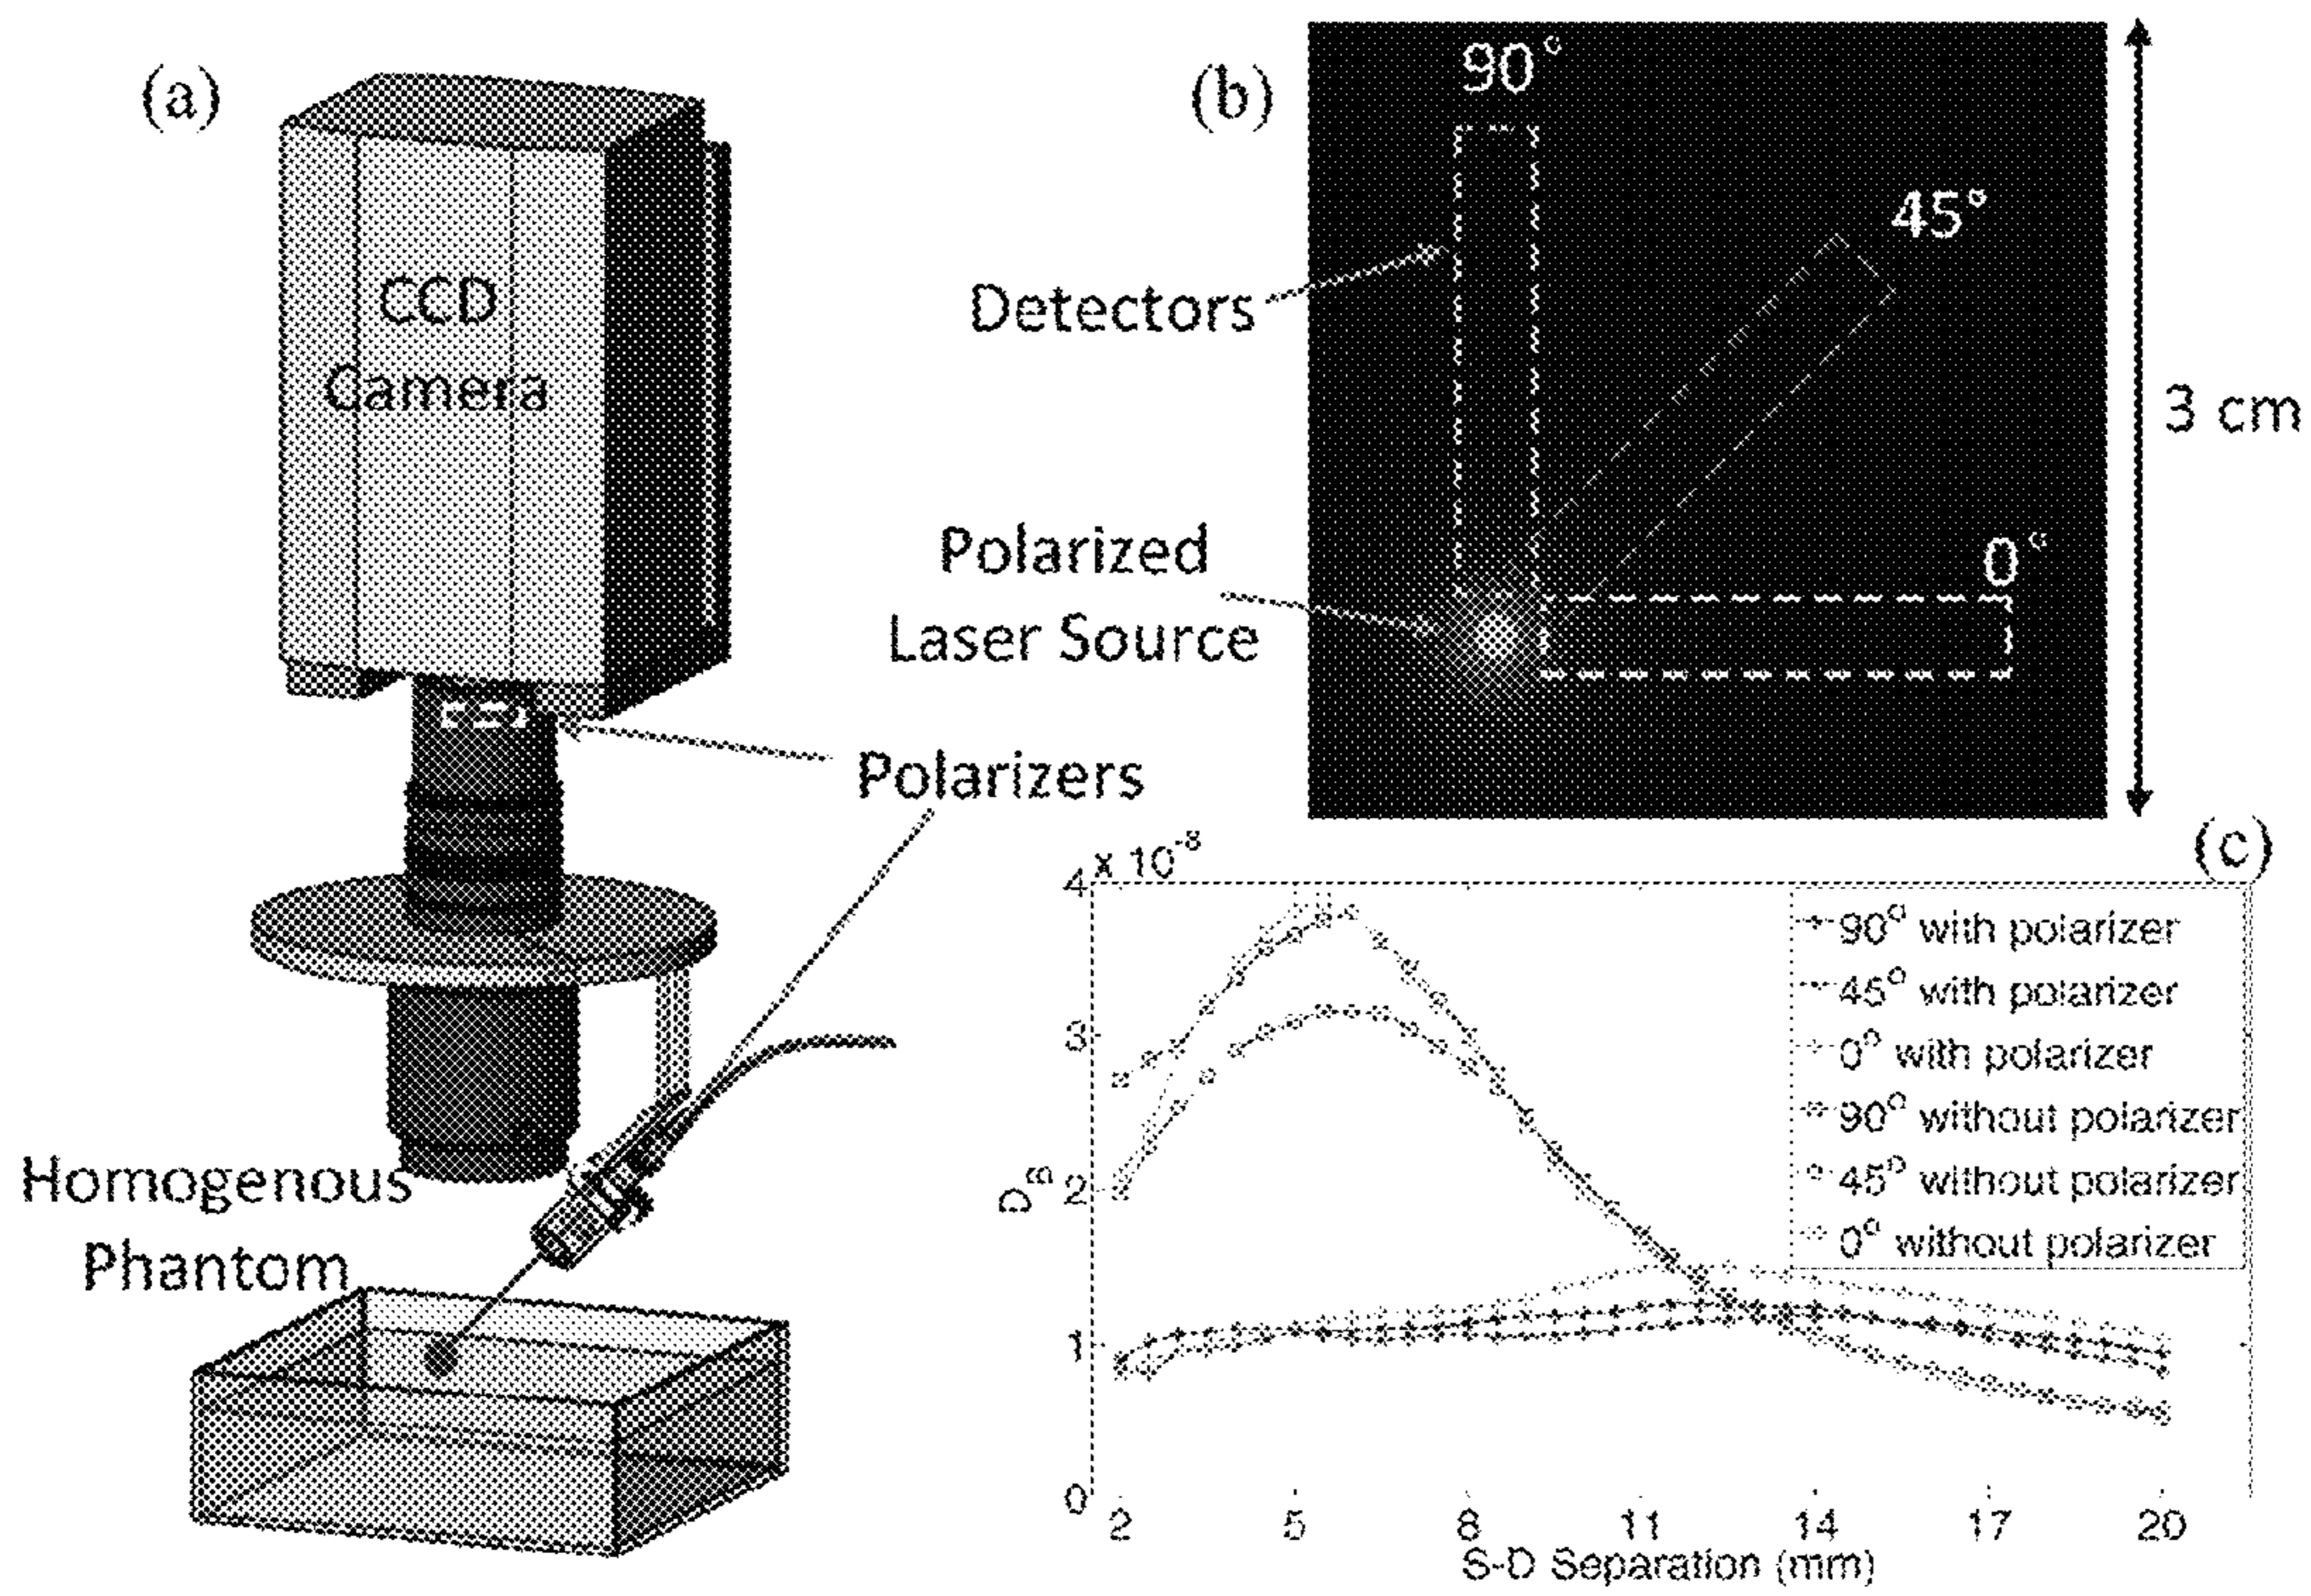 (a)
CCD
Camera
Polarizers
Homogenous
Phantom
(b)
90°
45°
0°
Detectors
Polarized
Laser Source
3 cm
(c)
x 10⁻⁸
4
3
2
1
0
D_B
2 5 8 11 14 17 20
S-D Separation (mm)
90° with polarizer
45° with polarizer
0° with polarizer
90° without polarizer
45° without polarizer
0° without polarizer